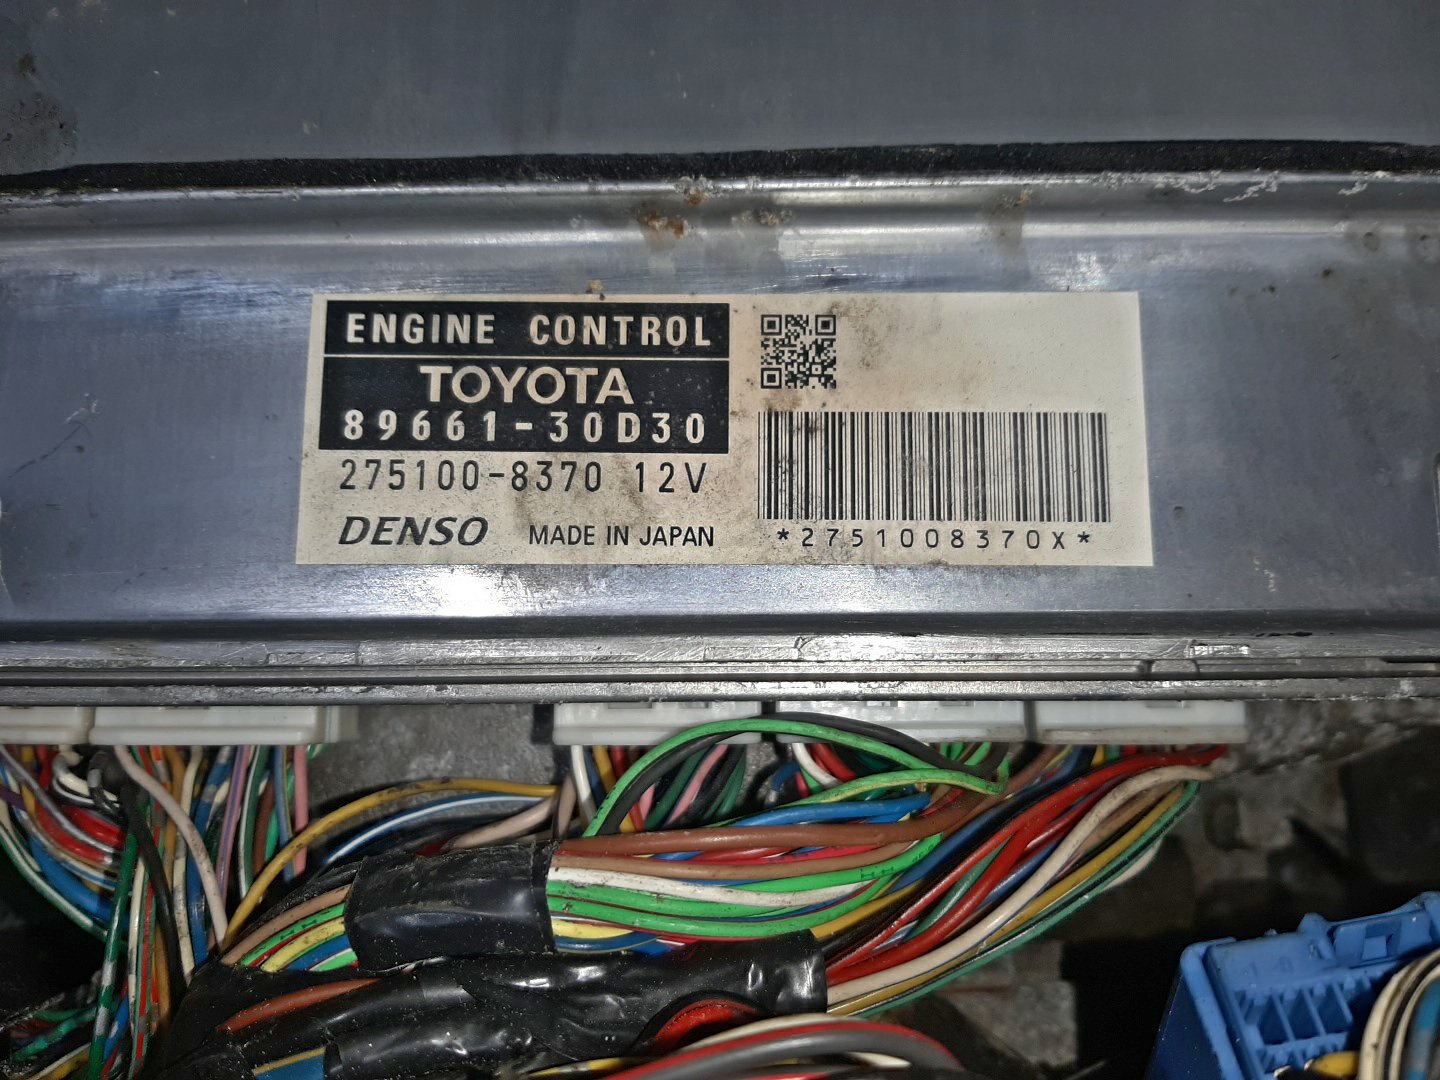 ENGINE CONTROL
TOYOTA
89661-30D30
275100-8370 12V
DENSO MADE IN JAPAN
*2751008370X*